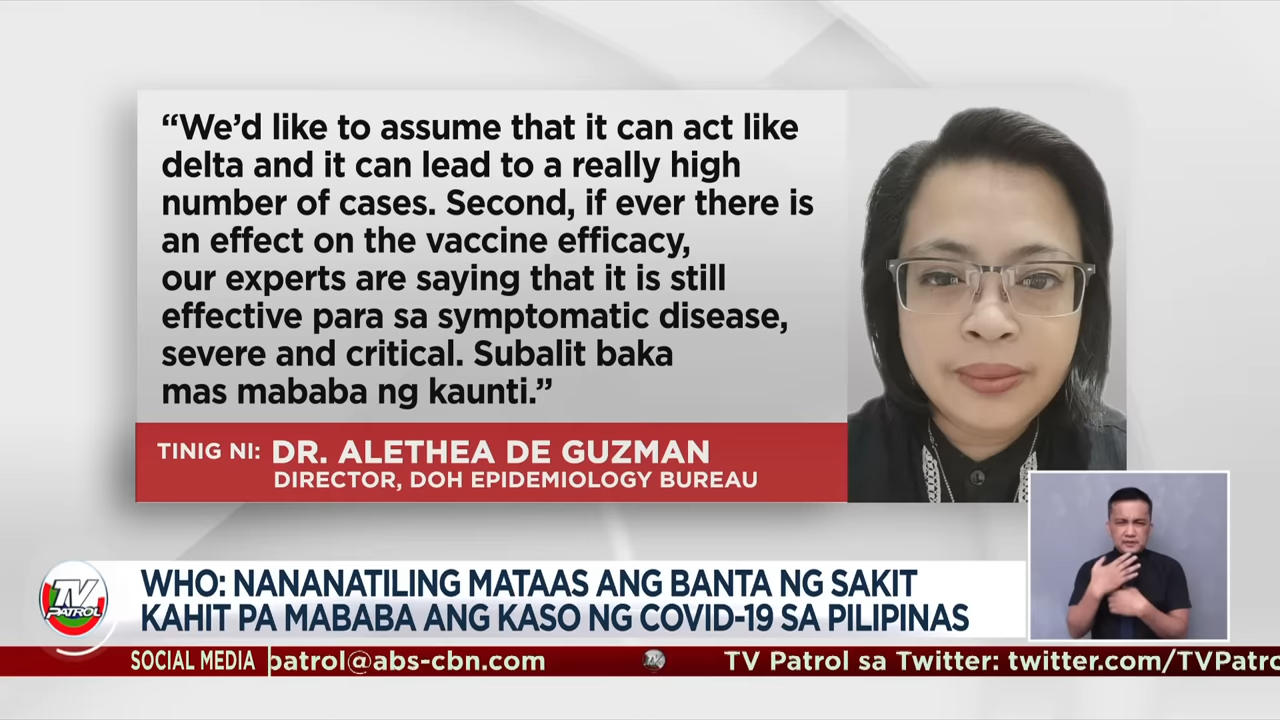 “We’d like to assume that it can act like
delta and it can lead to a really high
number of cases. Second, if ever there is
an effect on the vaccine efficacy,
our experts are saying that it is still
effective para sa symptomatic disease,
severe and critical. Subalit baka
mas mababa ng kaunti.”
TINIG NI: DR. ALETHEA DE GUZMAN
DIRECTOR, DOH EPIDEMIOLOGY BUREAU
TV
PATROL
WHO: NANANATILING MATAAS ANG BANTA NG SAKIT
KAHIT PA MABABA ANG KASO NG COVID-19 SA PILIPINAS
SOCIAL MEDIA patrol@abs-cbn.com TV Patrol sa Twitter: twitter.com/TVPatro